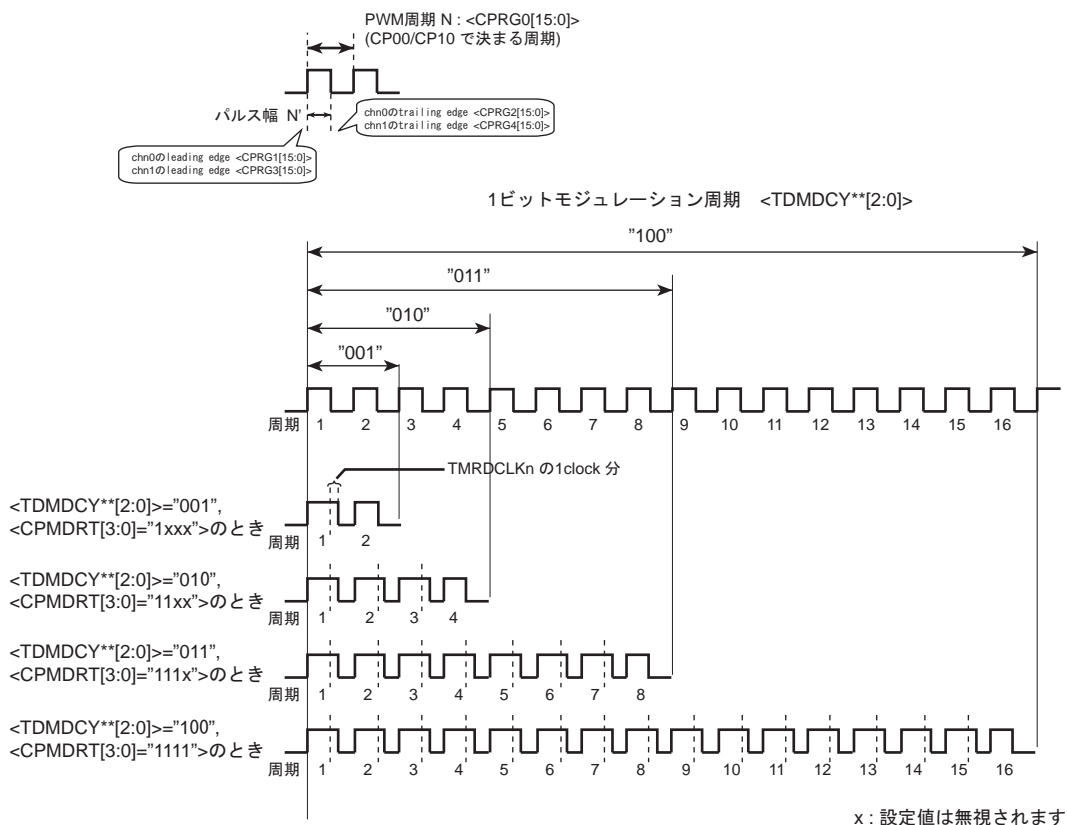 PWM周期 N : <CPRG0[15:0]>
(CP00/CP10 で決まる周期)
パルス幅 N'
chn0のtrailing edge <CPRG2[15:0]>
chn1のtrailing edge <CPRG4[15:0]>
chn0のleading edge <CPRG1[15:0]>
chn1のleading edge <CPRG3[15:0]>
1ビットモジュレーション周期 <TDMDCY**[2:0]>
"100"
"011"
"010"
"001"
周期 1 2 3 4 5 6 7 8 9 10 11 12 13 14 15 16
TMRDCLKn の1clock 分
<TDMDCY**[2:0]>="001",
<CPMDRT[3:0]="1xxx">のとき
周期 1 2
<TDMDCY**[2:0]>="010",
<CPMDRT[3:0]="11xx">のとき
周期 1 2 3 4
<TDMDCY**[2:0]>="011",
<CPMDRT[3:0]="111x">のとき
周期 1 2 3 4 5 6 7 8
<TDMDCY**[2:0]>="100",
<CPMDRT[3:0]="1111">のとき
周期 1 2 3 4 5 6 7 8 9 10 11 12 13 14 15 16
x : 設定値は無視されます